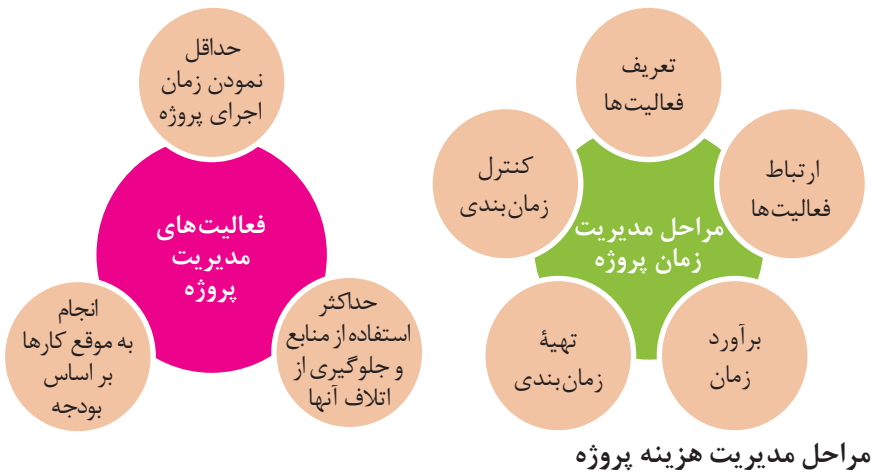 تعریف
فعالیت‌ها
ارتباط
فعالیت‌ها
برآورد
زمان
تهیهٔ
زمان‌بندی
کنترل
زمان‌بندی
مراحل مدیریت
زمان پروژه
حداقل
نمودن زمان
اجرای پروژه
فعالیت‌های
مدیریت
پروژه
حداکثر
استفاده از منابع
و جلوگیری از
اتلاف آنها
انجام
به موقع کارها
بر اساس
بودجه
مراحل مدیریت هزینه پروژه